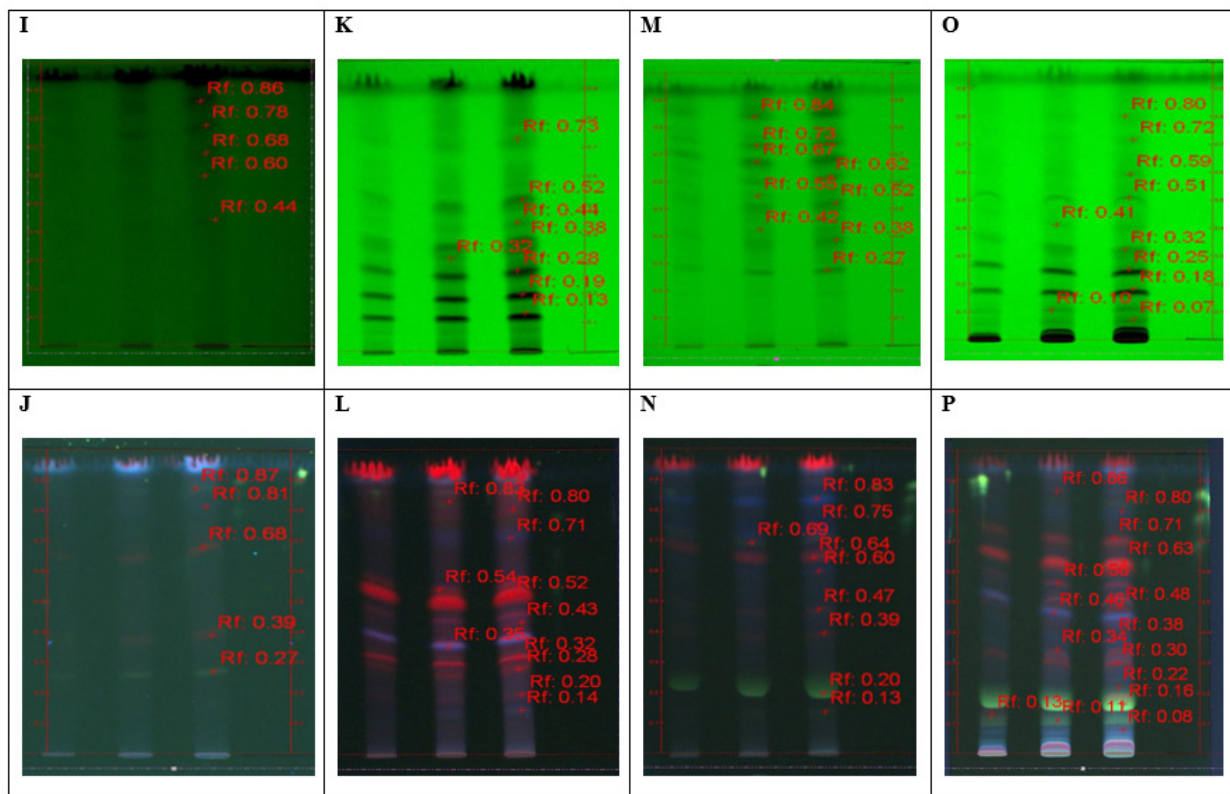 I
Rf: 0.86
Rf: 0.78
Rf: 0.68
Rf: 0.60
Rf: 0.44
K
Rf: 0.73
Rf: 0.52
Rf: 0.44
Rf: 0.38
Rf: 0.32
Rf: 0.28
Rf: 0.19
Rf: 0.13
M
Rf: 0.84
Rf: 0.73
Rf: 0.67
Rf: 0.62
Rf: 0.55
Rf: 0.52
Rf: 0.42
Rf: 0.38
Rf: 0.27
O
Rf: 0.80
Rf: 0.72
Rf: 0.59
Rf: 0.51
Rf: 0.41
Rf: 0.32
Rf: 0.25
Rf: 0.18
Rf: 0.10
Rf: 0.07
J
Rf: 0.87
Rf: 0.81
Rf: 0.68
Rf: 0.39
Rf: 0.27
L
Rf: 0.83
Rf: 0.80
Rf: 0.71
Rf: 0.54
Rf: 0.52
Rf: 0.43
Rf: 0.35
Rf: 0.32
Rf: 0.28
Rf: 0.20
Rf: 0.14
N
Rf: 0.83
Rf: 0.75
Rf: 0.69
Rf: 0.64
Rf: 0.60
Rf: 0.47
Rf: 0.39
Rf: 0.20
Rf: 0.13
P
Rf: 0.86
Rf: 0.80
Rf: 0.71
Rf: 0.63
Rf: 0.48
Rf: 0.38
Rf: 0.34
Rf: 0.30
Rf: 0.22
Rf: 0.16
Rf: 0.13
Rf: 0.11
Rf: 0.08